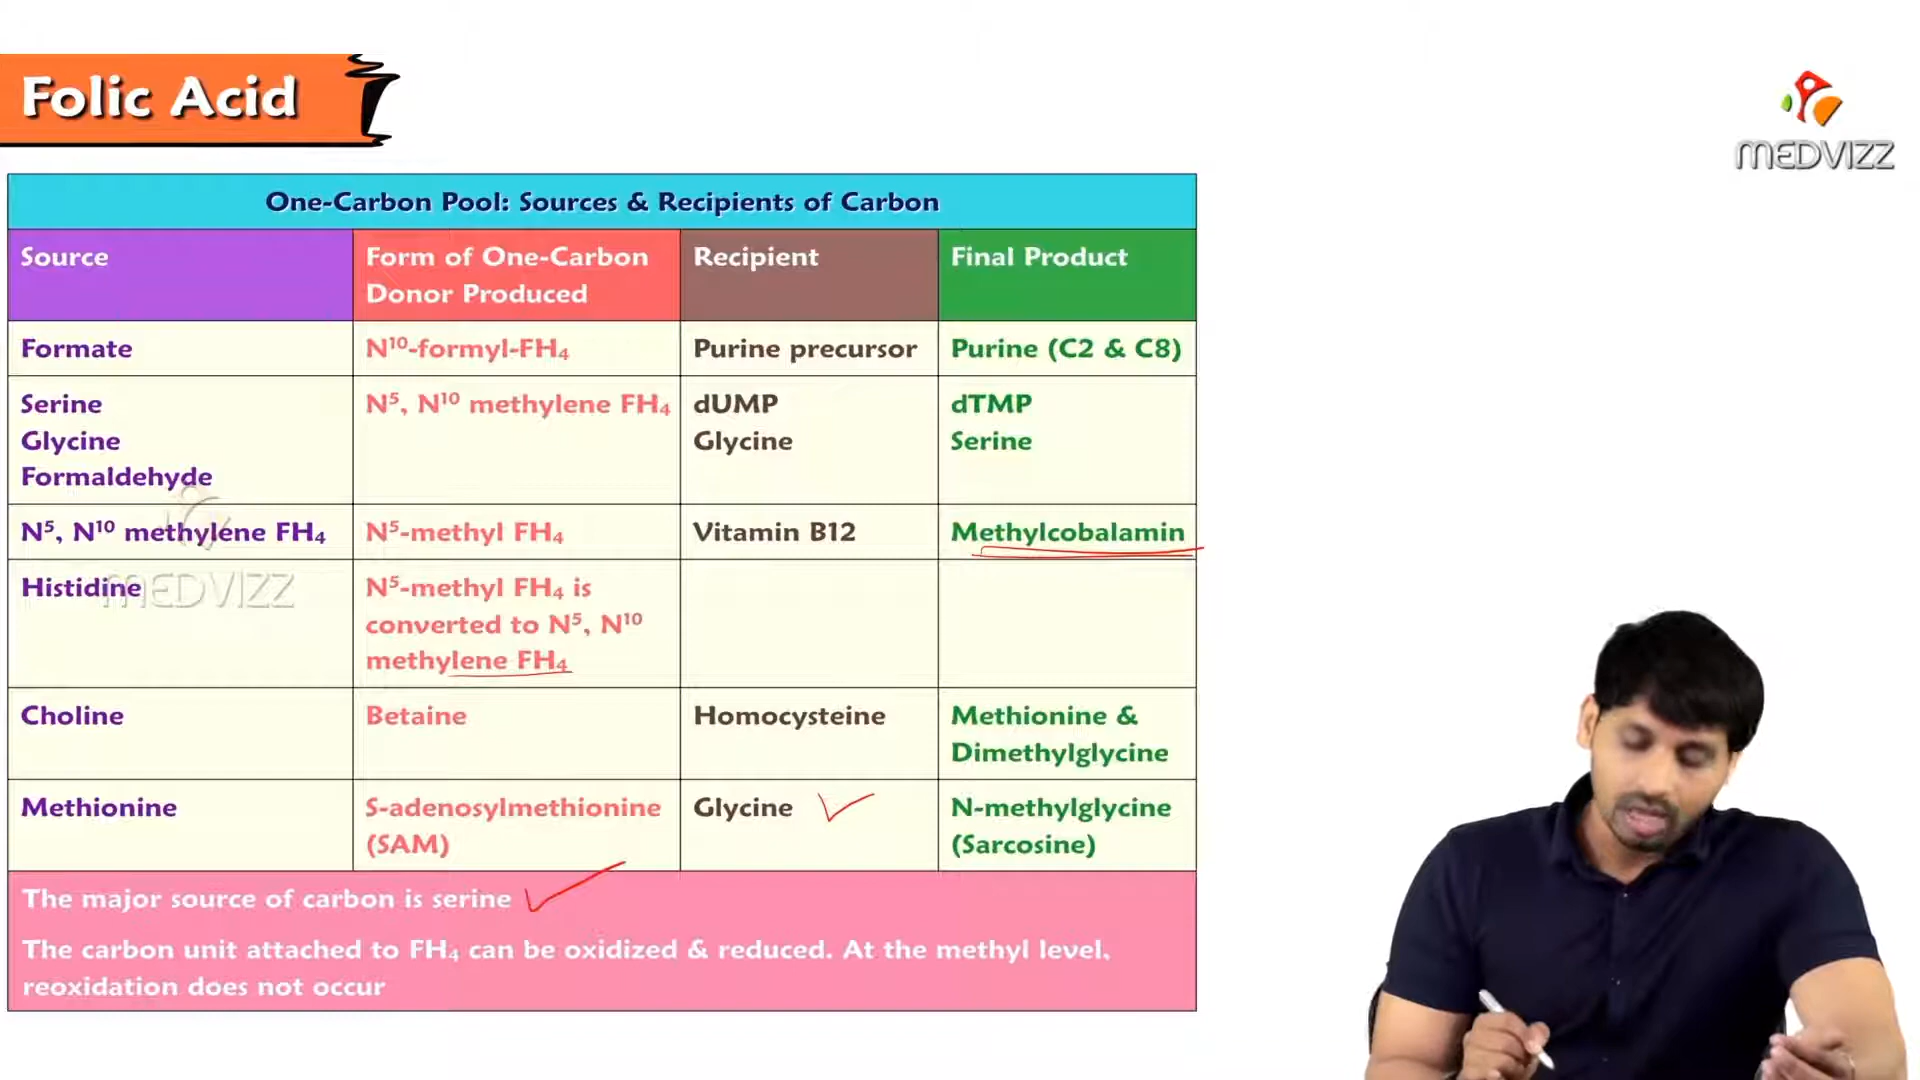 Folic Acid
MEDVIZZ
One-Carbon Pool: Sources & Recipients of Carbon
Source
Form of One-Carbon
Donor Produced
Recipient
Final Product
Formate
N¹⁰-formyl-FH₄
Purine precursor
Purine (C2 & C8)
Serine
Glycine
Formaldehyde
N⁵, N¹⁰ methylene FH₄
dUMP
Glycine
dTMP
Serine
N⁵, N¹⁰ methylene FH₄
N⁵-methyl FH₄
Vitamin B12
Methylcobalamin
Histidine
MEDVIZZ
N⁵-methyl FH₄ is
converted to N⁵, N¹⁰
methylene FH₄
Choline
Betaine
Homocysteine
Methionine &
Dimethylglycine
Methionine
S-adenosylmethionine
(SAM)
Glycine
N-methylglycine
(Sarcosine)
The major source of carbon is serine
The carbon unit attached to FH₄ can be oxidized & reduced. At the methyl level,
reoxidation does not occur